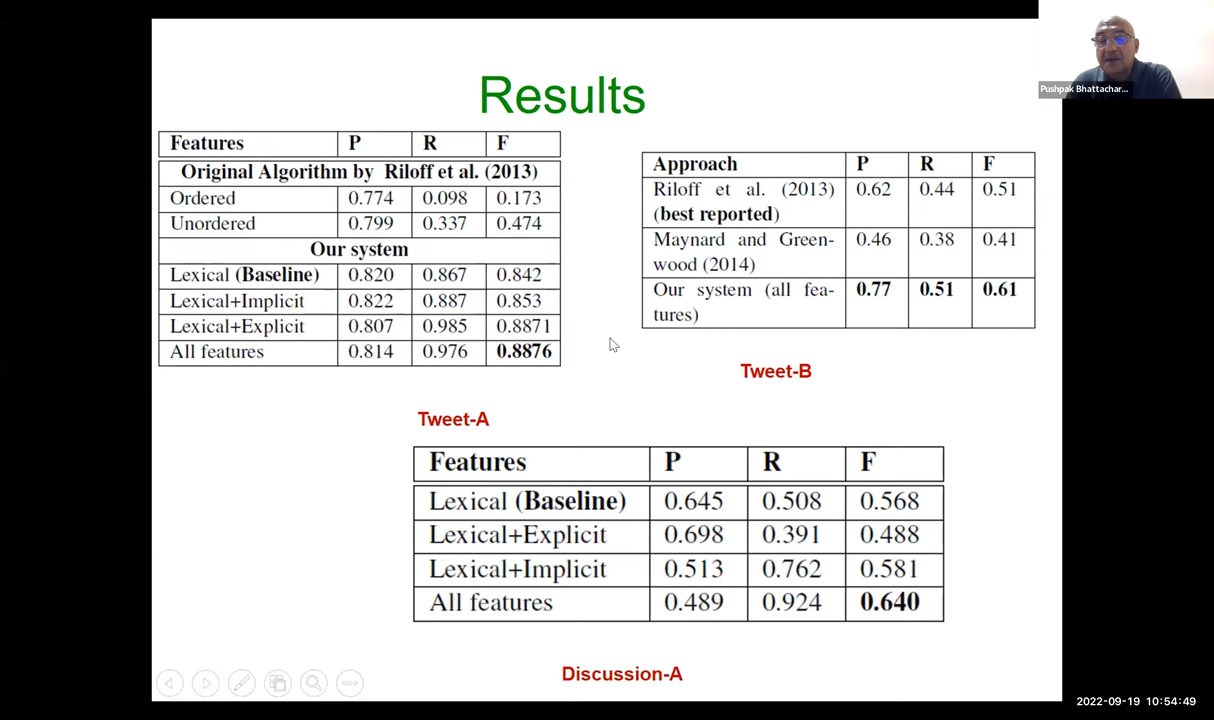 Pushpak Bhattachar...
Results
Features P R F
Original Algorithm by Riloff et al. (2013)
Ordered 0.774 0.098 0.173
Unordered 0.799 0.337 0.474
Our system
Lexical (Baseline) 0.820 0.867 0.842
Lexical+Implicit 0.822 0.887 0.853
Lexical+Explicit 0.807 0.985 0.8871
All features 0.814 0.976 0.8876
Tweet-A
Approach P R F
Riloff et al. (2013) 0.62 0.44 0.51
(best reported)
Maynard and Green- 0.46 0.38 0.41
wood (2014)
Our system (all fea- 0.77 0.51 0.61
tures)
Tweet-B
Features P R F
Lexical (Baseline) 0.645 0.508 0.568
Lexical+Explicit 0.698 0.391 0.488
Lexical+Implicit 0.513 0.762 0.581
All features 0.489 0.924 0.640
Discussion-A
2022-09-19 10:54:49